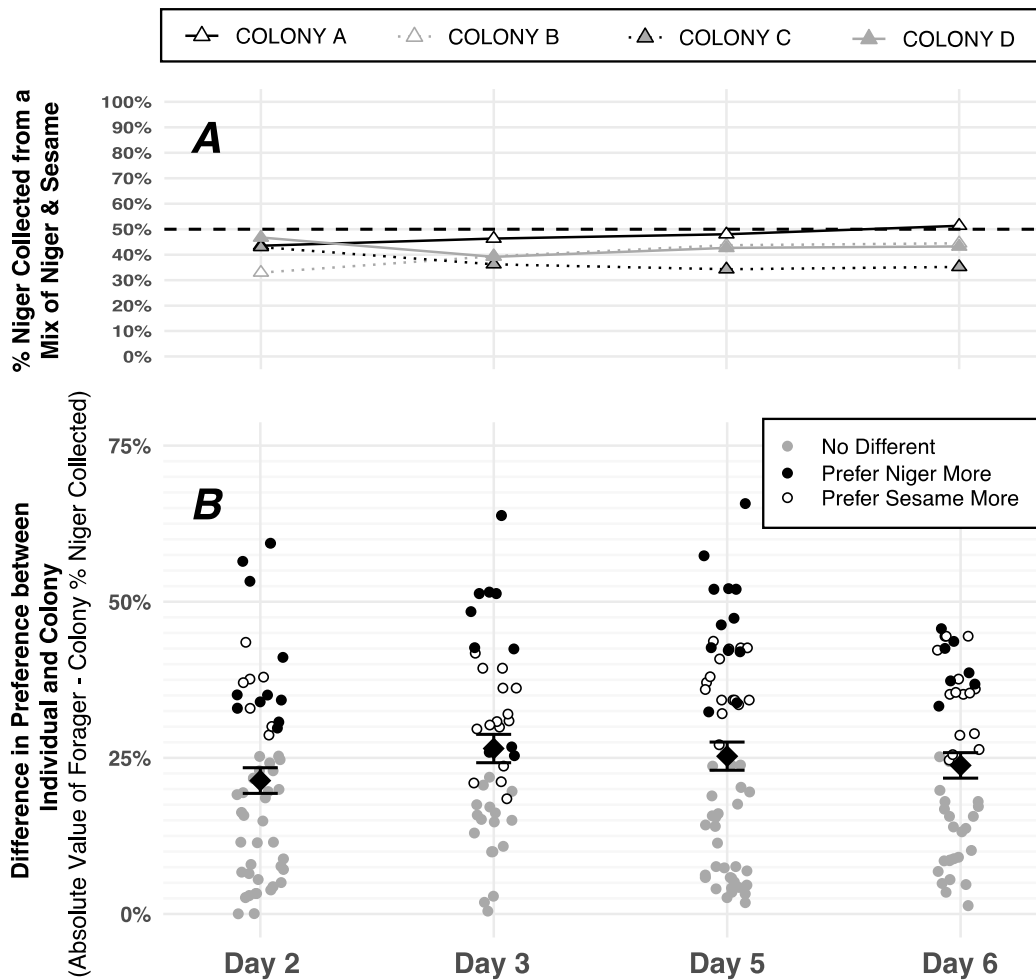 COLONY A COLONY B COLONY C COLONY D
% Niger Collected from a
Mix of Niger & Sesame
A
100%
90%
80%
70%
60%
50%
40%
30%
20%
10%
0%
Difference in Preference between
Individual and Colony
(Absolute Value of Forager - Colony % Niger Collected)
B
No Different
Prefer Niger More
Prefer Sesame More
75%
50%
25%
0%
Day 2 Day 3 Day 5 Day 6